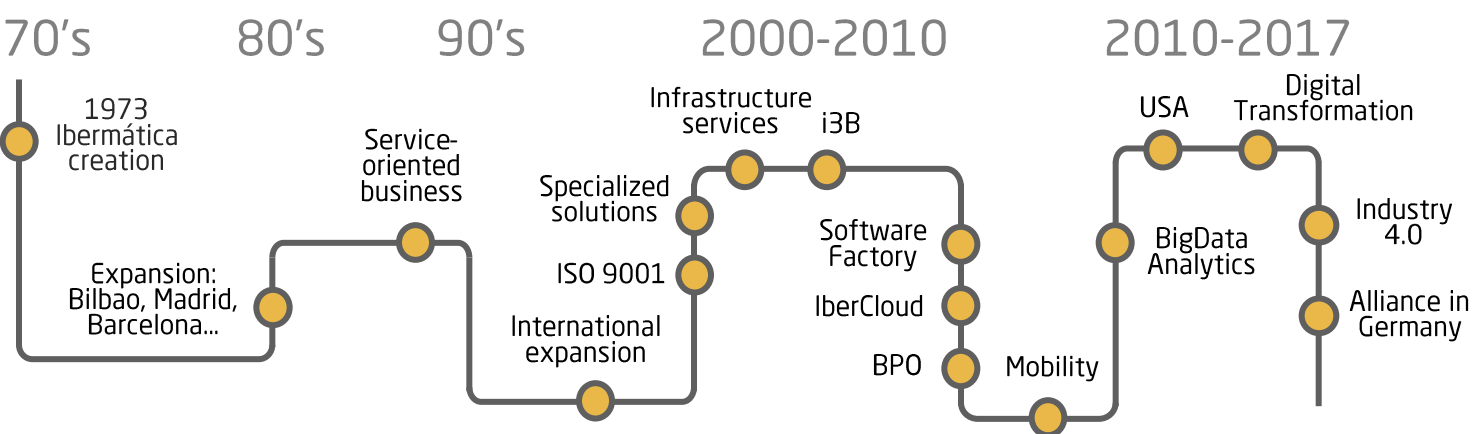 70's
80's
90's
2000-2010
2010-2017
1973
Ibermática
creation
Expansion:
Bilbao, Madrid,
Barcelona...
Service-
oriented
business
International
expansion
ISO 9001
Specialized
solutions
Infrastructure
services
i3B
Software
Factory
IberCloud
BPO
Mobility
BigData
Analytics
USA
Digital
Transformation
Industry
4.0
Alliance in
Germany